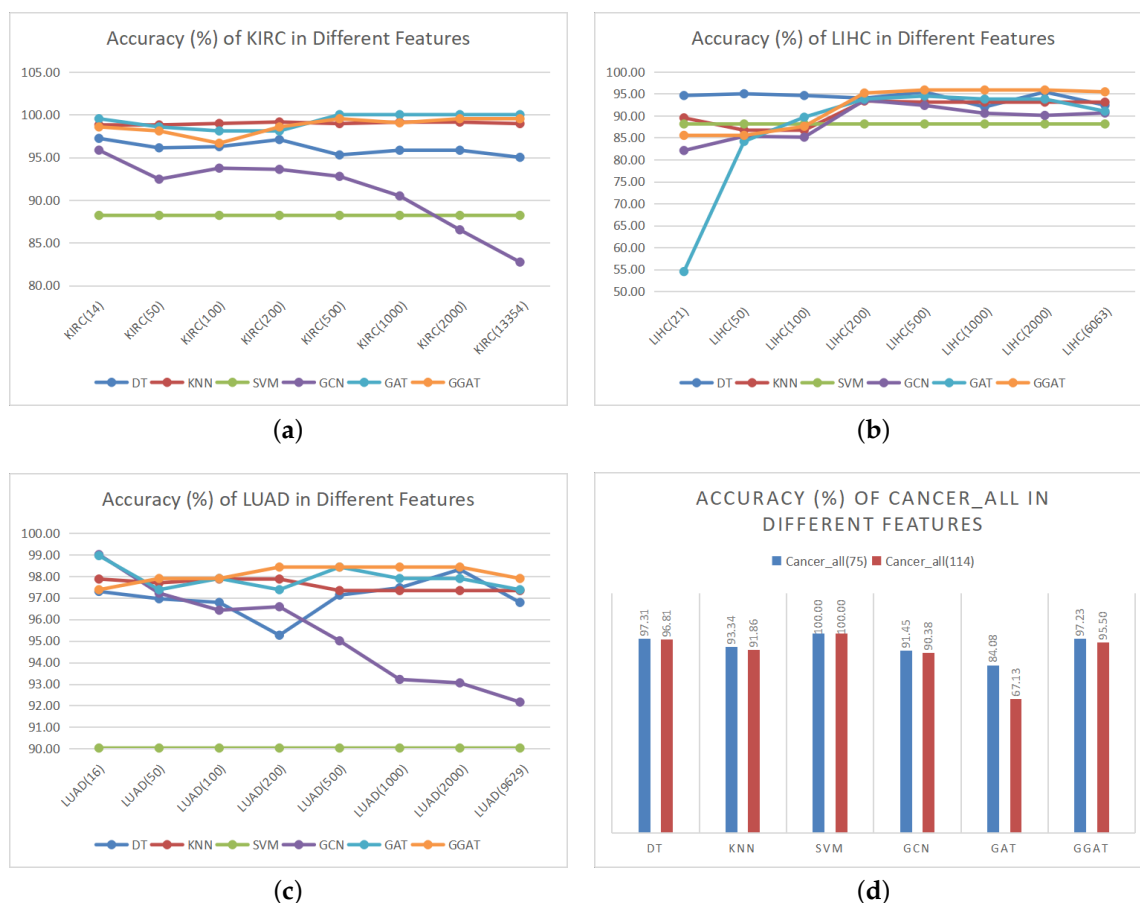 Accuracy (%) of KIRC in Different Features
105.00
100.00
95.00
90.00
85.00
80.00
KIRC(14)
KIRC(50)
KIRC(100)
KIRC(200)
KIRC(500)
KIRC(1000)
KIRC(2000)
KIRC(13354)
DT KNN SVM GCN GAT GGAT
(a)
Accuracy (%) of LIHC in Different Features
100.00
95.00
90.00
85.00
80.00
75.00
70.00
65.00
60.00
55.00
50.00
LIHC(21)
LIHC(50)
LIHC(100)
LIHC(200)
LIHC(500)
LIHC(1000)
LIHC(2000)
LIHC(6063)
DT KNN SVM GCN GAT GGAT
(b)
Accuracy (%) of LUAD in Different Features
100.00
99.00
98.00
97.00
96.00
95.00
94.00
93.00
92.00
91.00
90.00
LUAD(16)
LUAD(50)
LUAD(100)
LUAD(200)
LUAD(500)
LUAD(1000)
LUAD(2000)
LUAD(9629)
DT KNN SVM GCN GAT GGAT
(c)
ACCURACY (%) OF CANCER_ALL IN
DIFFERENT FEATURES
Cancer_all(75) Cancer_all(114)
97.31
96.81
93.34
91.86
100.00
100.00
91.45
90.38
84.08
67.13
97.23
95.50
DT KNN SVM GCN GAT GGAT
(d)